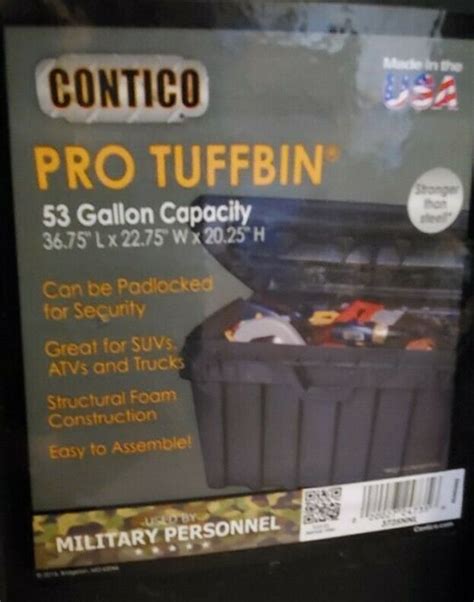 CONTICO
Made in the
USA
PRO TUFFBIN®
53 Gallon Capacity
36.75" L x 22.75" W x 20.25" H
Stronger
than
steel*
Can be Padlocked
for Security
Great for SUVs,
ATVs and Trucks
Structural Foam
Construction
Easy to Assemble!
USED BY
MILITARY PERSONNEL
3725NNL
Contico.com